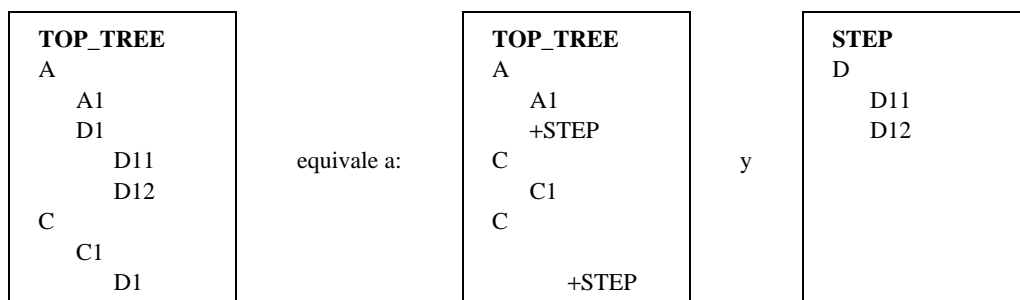 TOP_TREE
A
A1
D1
D11
D12
C
C1
D1
equivale a:
TOP_TREE
A
A1
+STEP
C
C1
C
+STEP
y
STEP
D
D11
D12